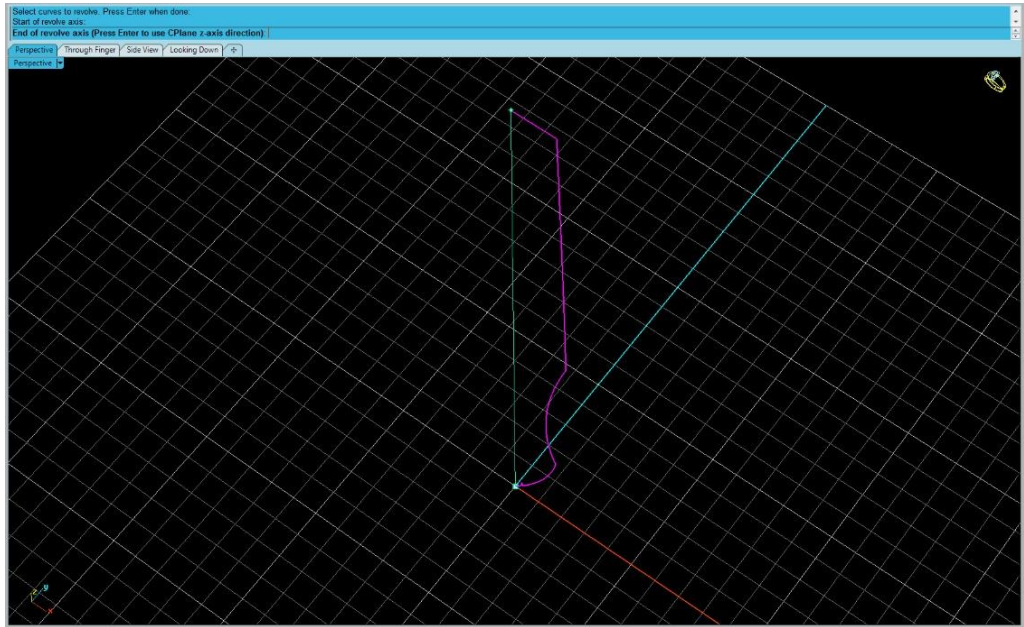 Select curves to revolve. Press Enter when done:
Start of revolve axis:
End of revolve axis (Press Enter to use CPlane z-axis direction):
Perspective Through Finger Side View Looking Down
Perspective
z y
x